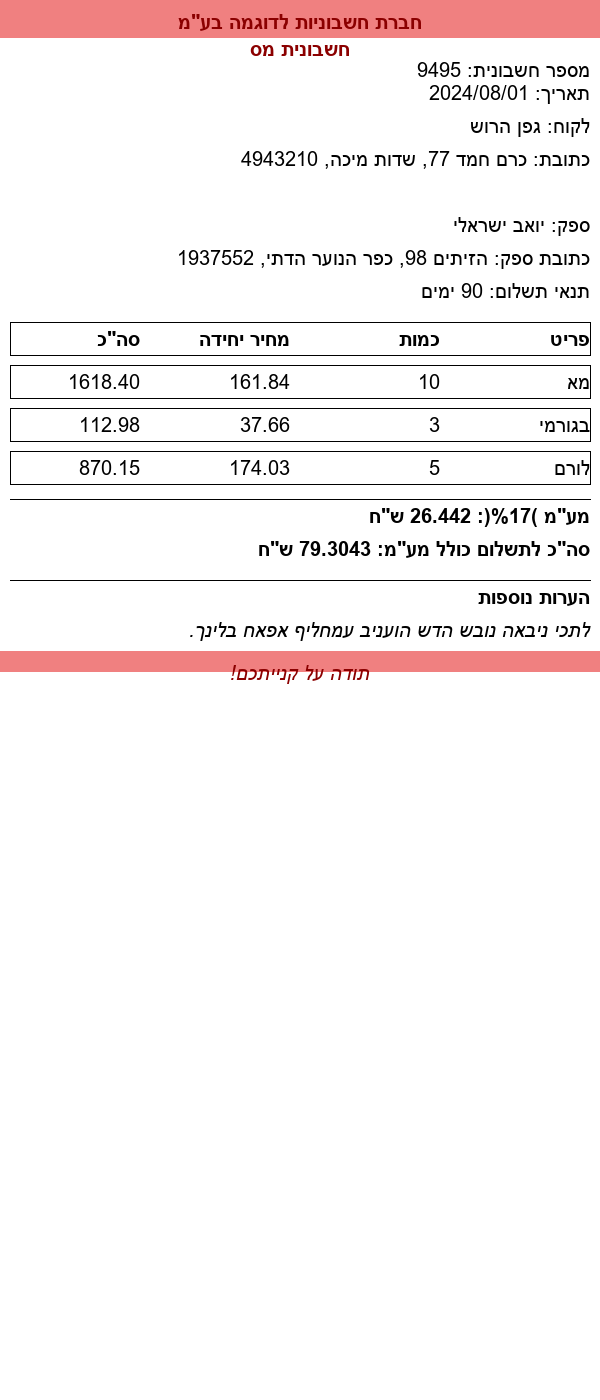 חברת חשבוניות לדוגמה בע"מ
חשבונית מס
מספר חשבונית: 9495
תאריך: 2024/08/01
לקוח: גפן הרוש
כתובת: כרם חמד 77, שדות מיכה, 4943210
ספק: יואב ישראלי
כתובת ספק: הזיתים 98, כפר הנוער הדתי, 1937552
תנאי תשלום: 90 ימים
פריט כמות מחיר יחידה סה"כ
מא 10 161.84 1618.40
בגורמי 3 37.66 112.98
לורם 5 174.03 870.15
מע"מ )17%(: 26.442 ש"ח
סה"כ לתשלום כולל מע"מ: 79.3043 ש"ח
הערות נוספות
לתכי ניבאה נובש הדש הועניב עמחליף אפאח בלינך.
תודה על קנייתכם!